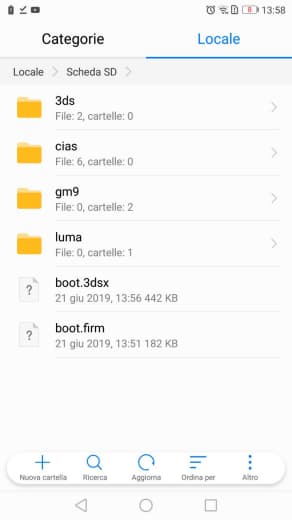 13:58
Categorie
Locale
Locale > Scheda SD >
3ds
File: 2, cartelle: 0
cias
File: 6, cartelle: 0
gm9
File: 0, cartelle: 2
luma
File: 0, cartelle: 1
boot.3dsx
21 giu 2019, 13:56 442 KB
boot.firm
21 giu 2019, 13:51 182 KB
Nuova cartella
Ricerca
Aggiorna
Ordina per
Altro